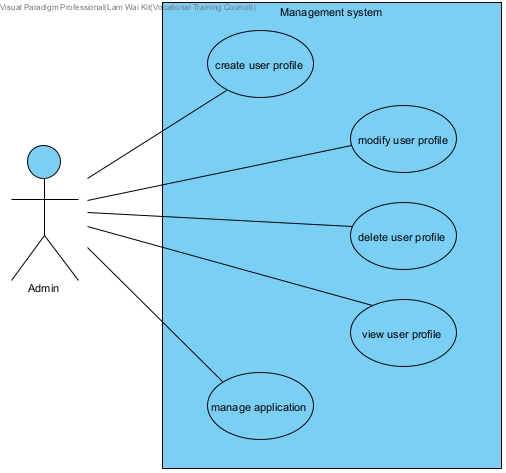 Visual Paradigm Professional(Lam Wai Kit(Vocational Training Council))
Management system
create user profile
modify user profile
delete user profile
Admin
view user profile
manage application